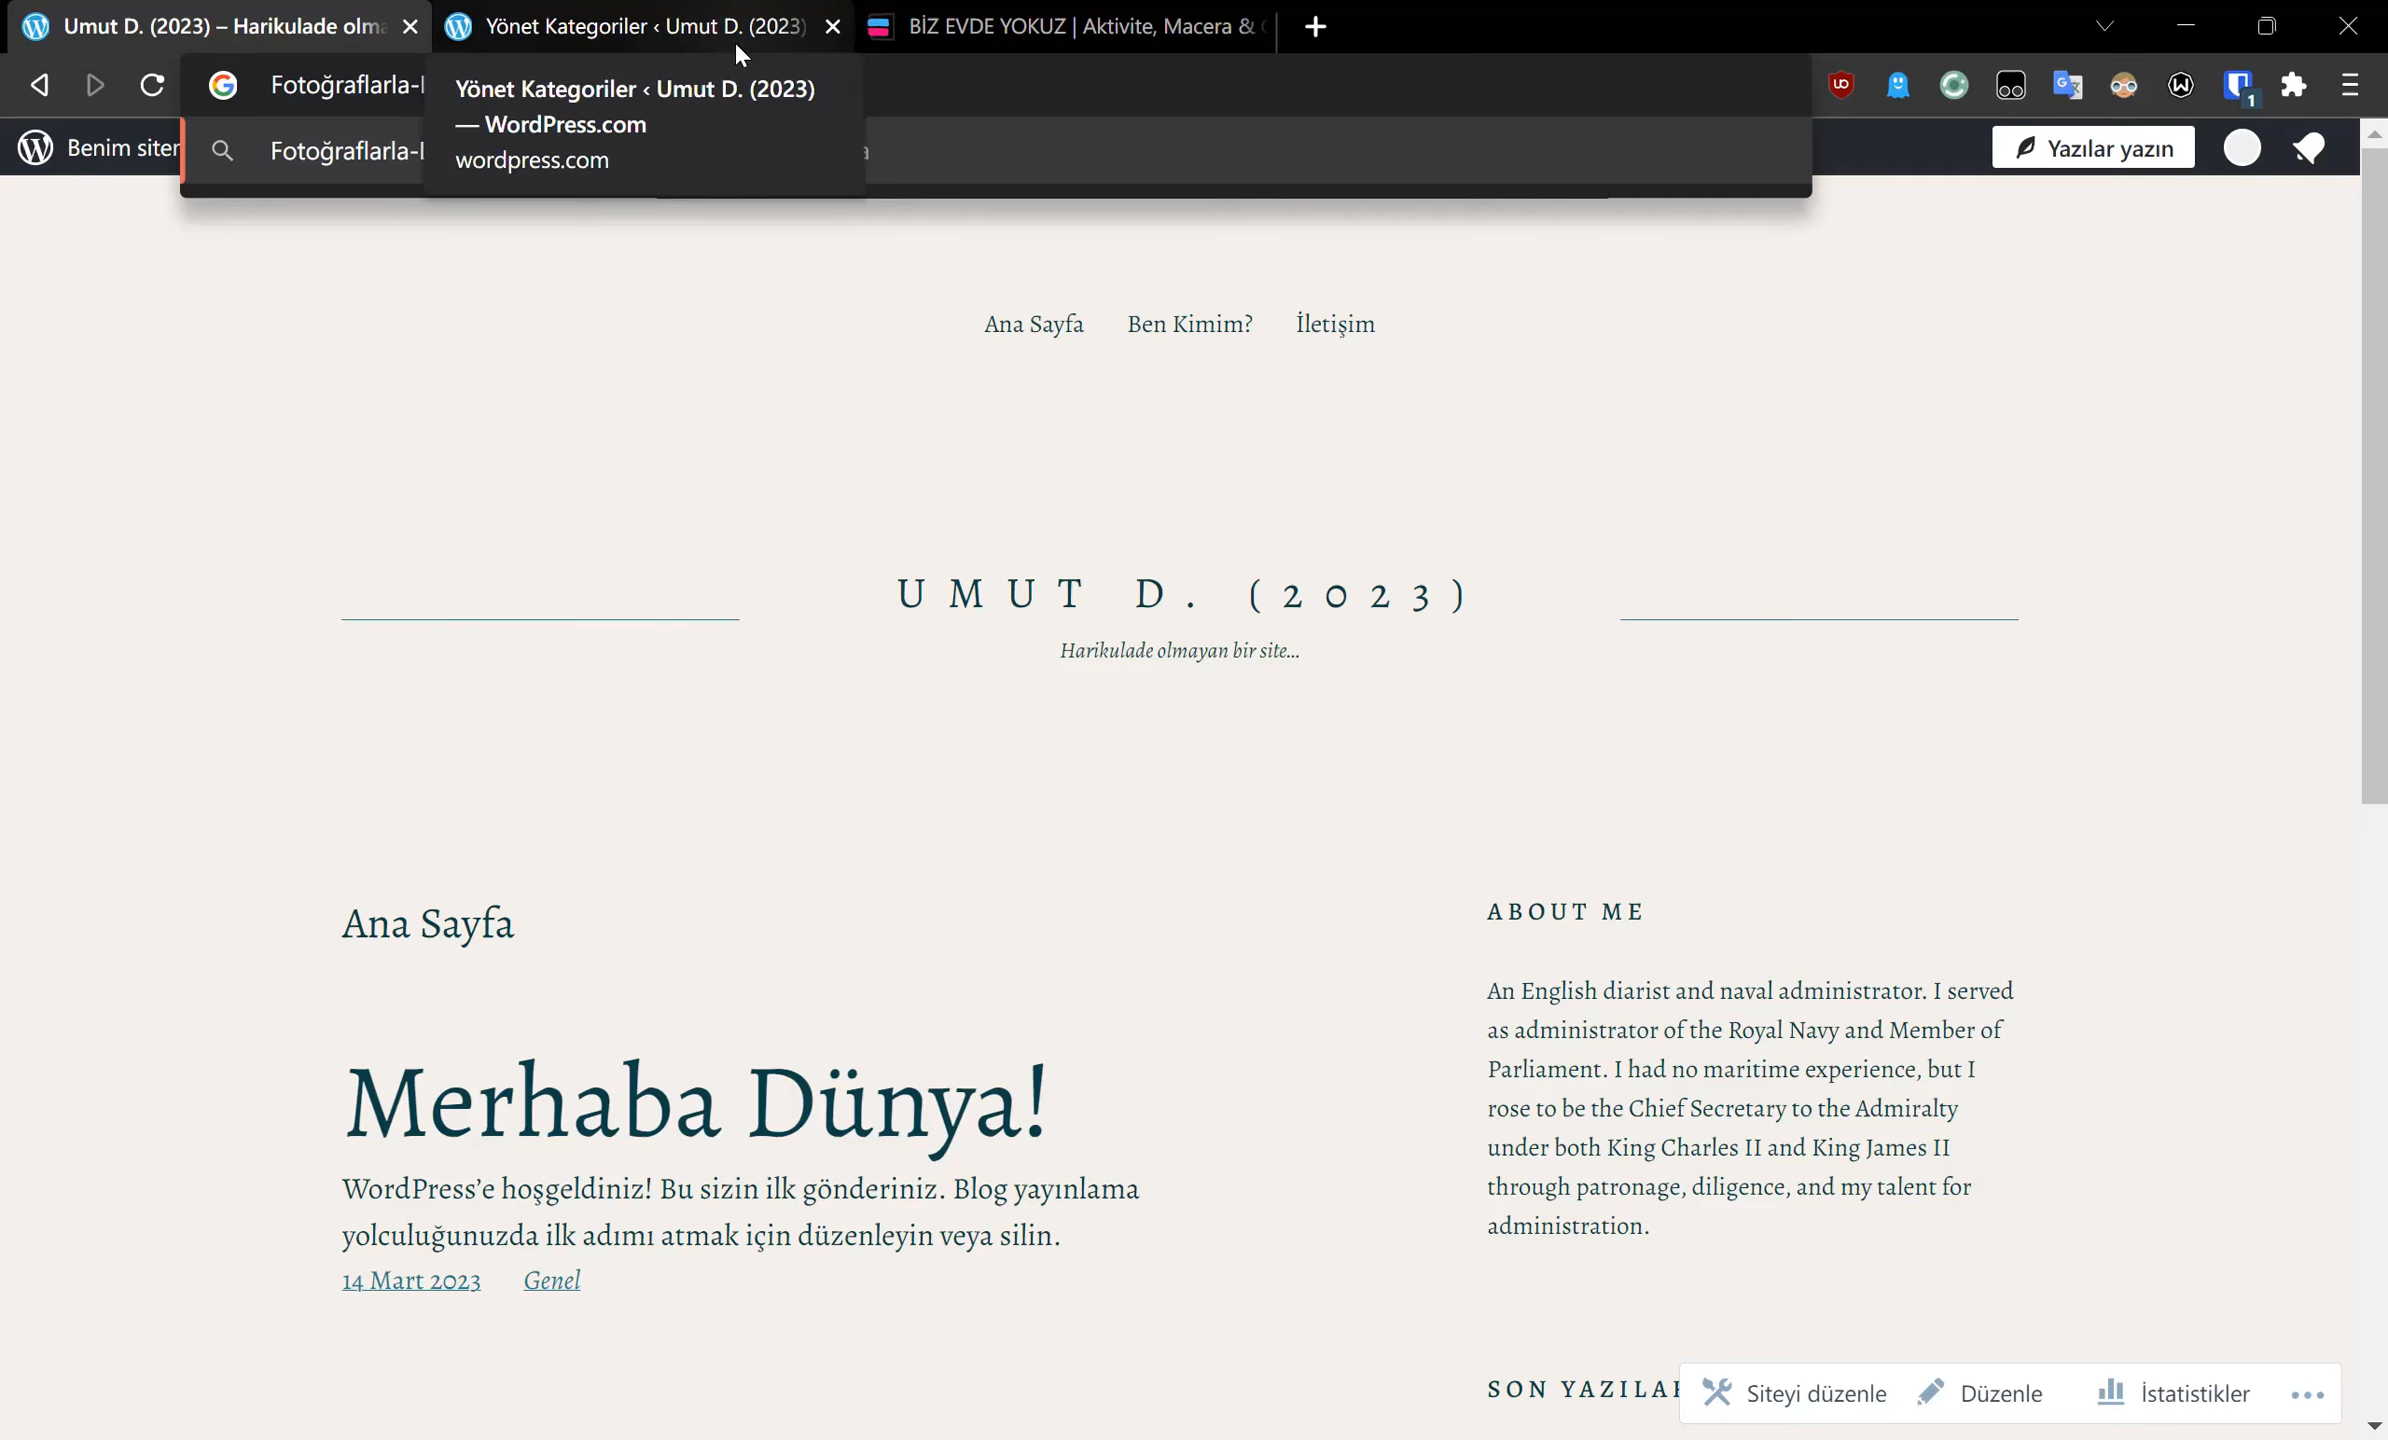 Umut D. (2023) – Harikulade olma
Yönet Kategoriler ‹ Umut D. (2023)
BİZ EVDE YOKUZ | Aktivite, Macera &
Fotoğraflarla-
Yönet Kategoriler ‹ Umut D. (2023)
— WordPress.com
wordpress.com
Benim siter
Fotoğraflarla-
Yazılar yazın
1
Ana Sayfa Ben Kimim? İletişim
UMUT D. (2023)
Harikulade olmayan bir site...
Ana Sayfa
Merhaba Dünya!
WordPress'e hoşgeldiniz! Bu sizin ilk gönderiniz. Blog yayınlama
yolculuğunuzda ilk adımı atmak için düzenleyin veya silin.
14 Mart 2023 Genel
ABOUT ME
An English diarist and naval administrator. I served
as administrator of the Royal Navy and Member of
Parliament. I had no maritime experience, but I
rose to be the Chief Secretary to the Admiralty
under both King Charles II and King James II
through patronage, diligence, and my talent for
administration.
SON YAZILAR
Siteyi düzenle Düzenle İstatistikler